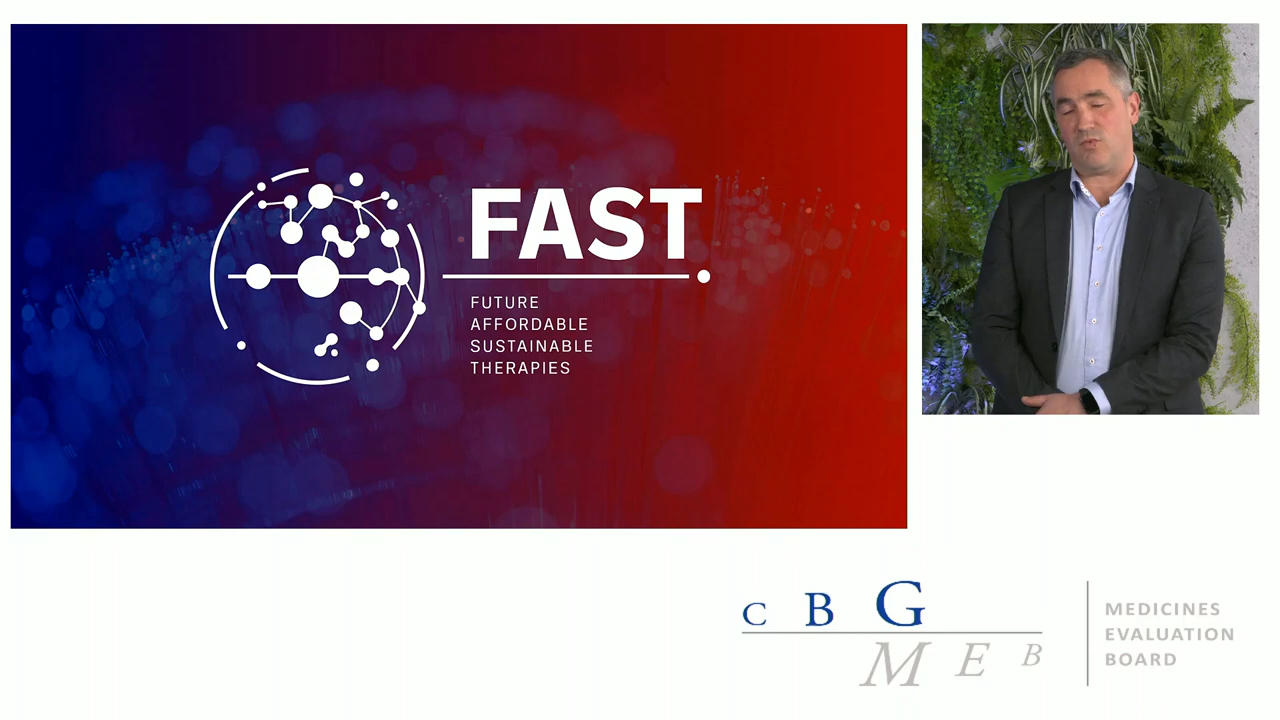 FAST
FUTURE
AFFORDABLE
SUSTAINABLE
THERAPIES
C B G
M E B
MEDICINES
EVALUATION
BOARD